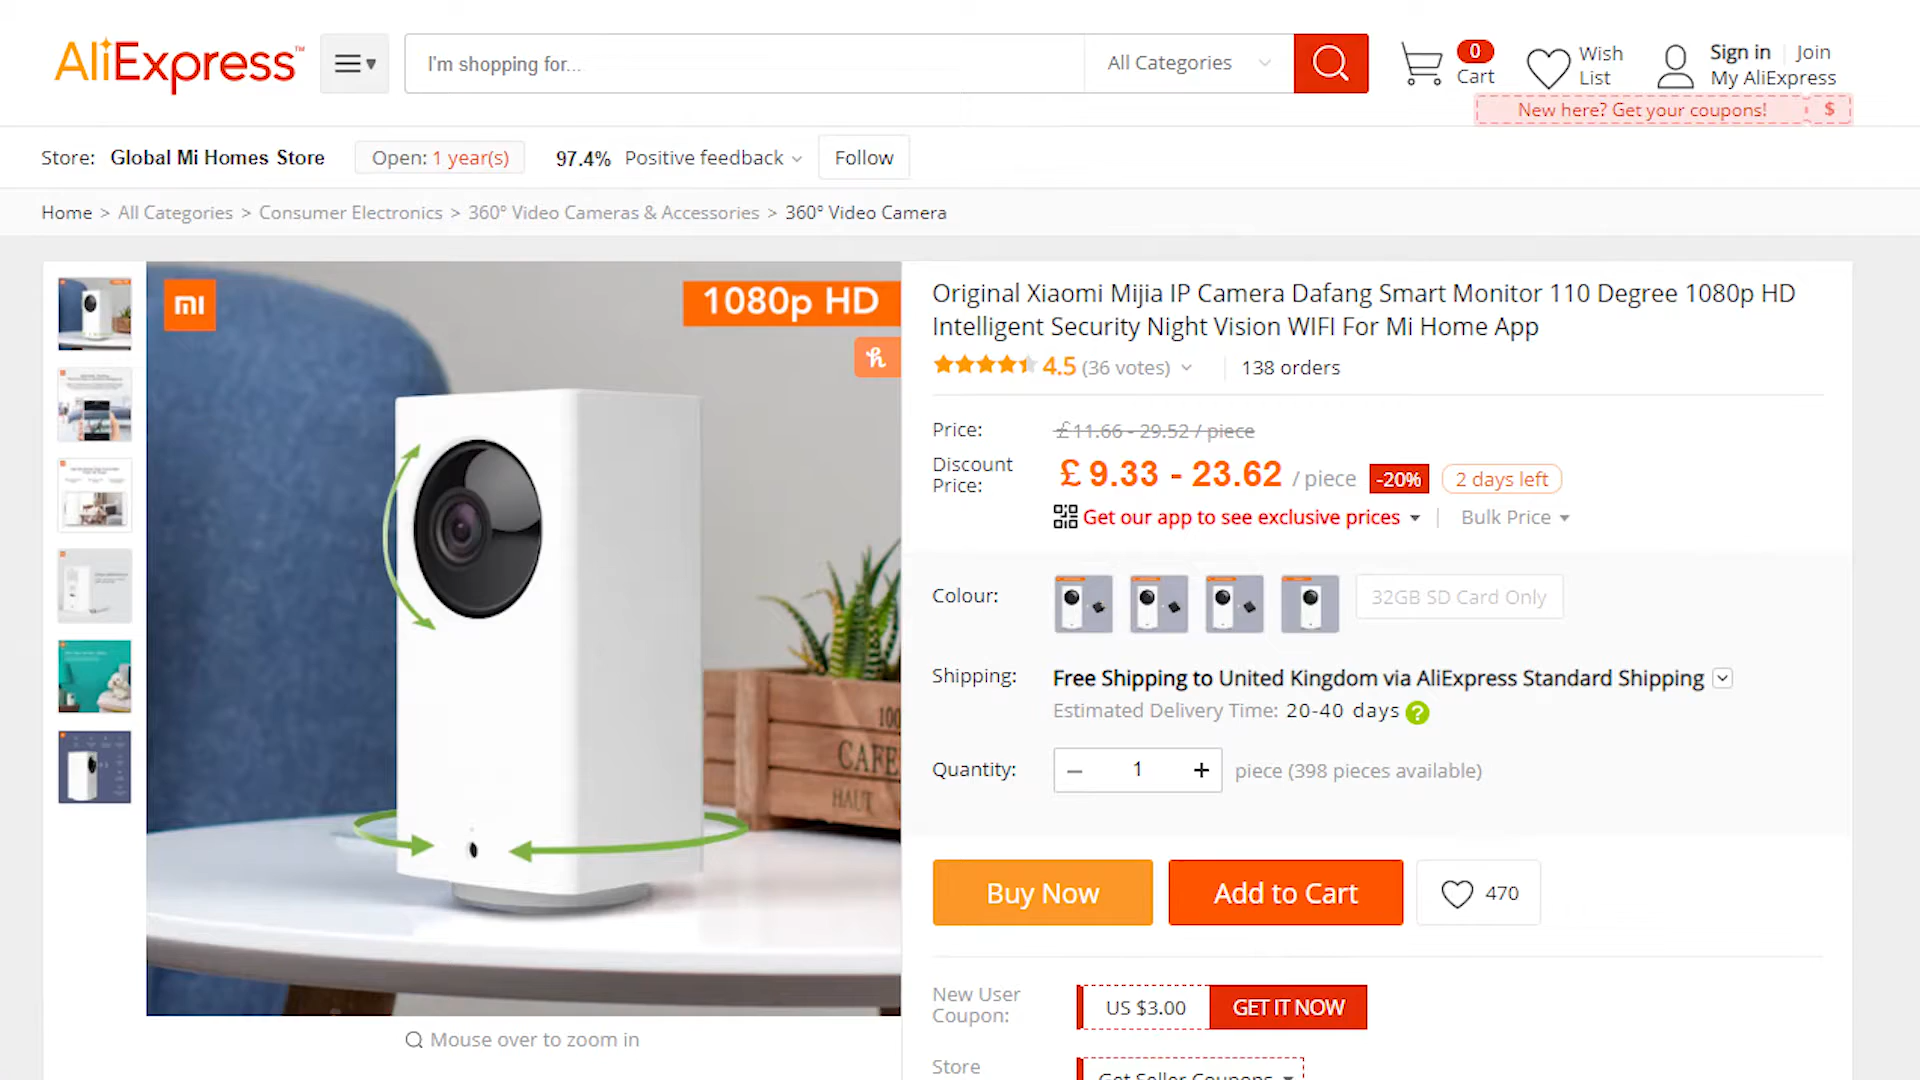 AliExpress™
I'm shopping for...
All Categories
0
Cart
Wish
List
Sign in
Join
My AliExpress
New here? Get your coupons!
$
Store:
Global Mi Homes Store
Open: 1 year(s)
97.4% Positive feedback
Follow
Home > All Categories > Consumer Electronics > 360° Video Cameras & Accessories > 360° Video Camera
mi
1080p HD
h
100
CAFE
HAUT
Mouse over to zoom in
Original Xiaomi Mijia IP Camera Dafang Smart Monitor 110 Degree 1080p HD
Intelligent Security Night Vision WIFI For Mi Home App
4.5 (36 votes)
138 orders
Price:
£ 11.66 - 29.52 / piece
Discount
Price:
£ 9.33 - 23.62 / piece
-20%
2 days left
Get our app to see exclusive prices
Bulk Price
Colour:
32GB SD Card Only
Shipping:
Free Shipping to United Kingdom via AliExpress Standard Shipping
Estimated Delivery Time: 20-40 days ?
Quantity:
1
piece (398 pieces available)
Buy Now
Add to Cart
470
New User
Coupon:
US $3.00
GET IT NOW
Store
Get Seller Coupons